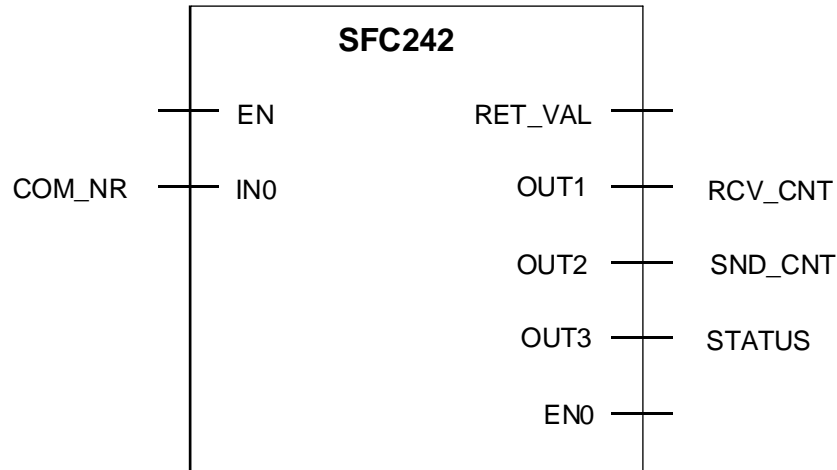 SFC242
EN RET_VAL
COM_NR IN0 OUT1 RCV_CNT
OUT2 SND_CNT
OUT3 STATUS
EN0